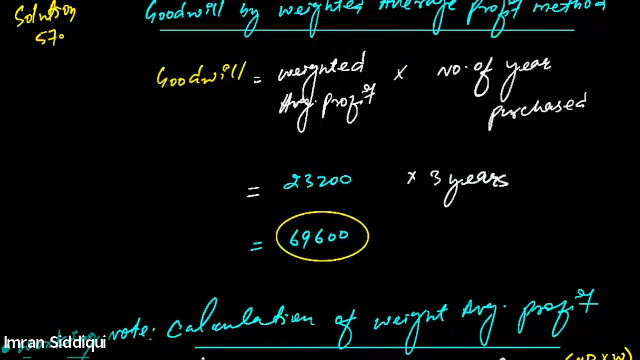 Solution
57.
Goodwill by weighted Average profit method
Goodwill = weighted Avg. Profit × No. of year purchased
= 23200 × 3 years
= 69600
note: Calculation of weight Avg. profit
Imran Siddiqui